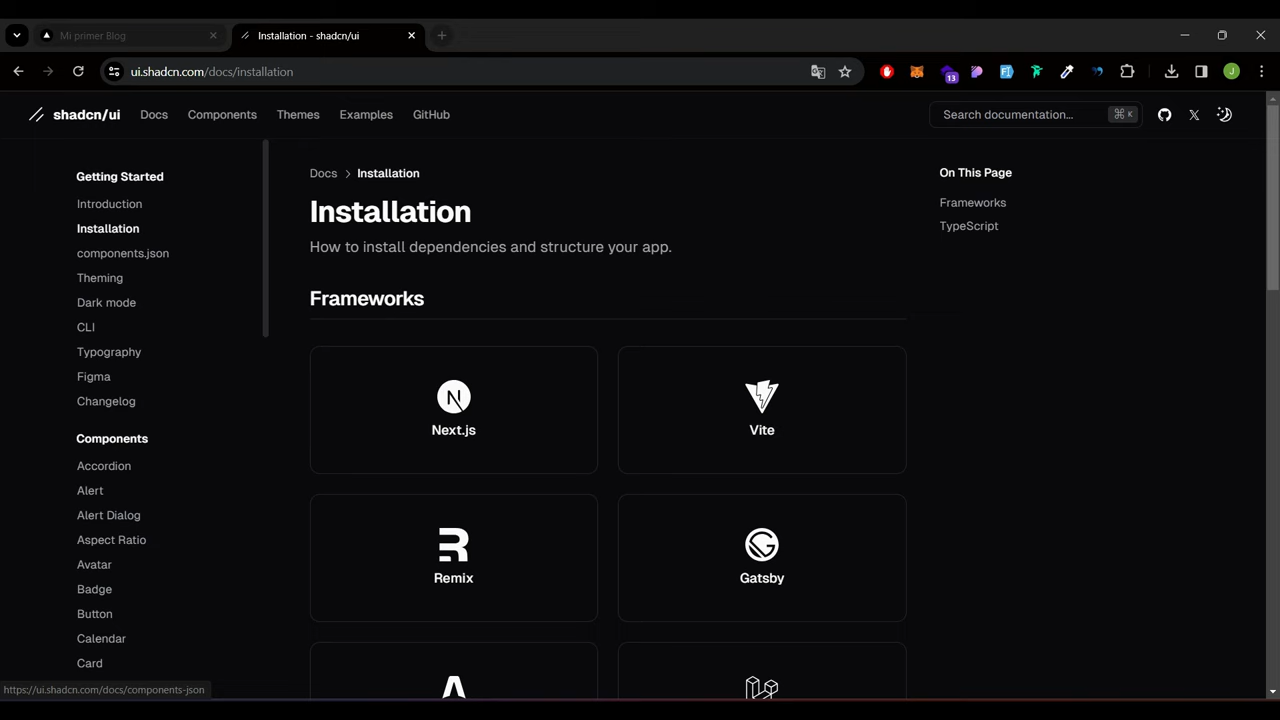 Mi primer Blog
Installation - shadcn/ui
ui.shadcn.com/docs/installation
13
J
shadcn/ui
Docs
Components
Themes
Examples
GitHub
Search documentation...
⌘ K
Getting Started
Introduction
Installation
components.json
Theming
Dark mode
CLI
Typography
Figma
Changelog
Components
Accordion
Alert
Alert Dialog
Aspect Ratio
Avatar
Badge
Button
Calendar
Card
Docs > Installation
Installation
How to install dependencies and structure your app.
Frameworks
Next.js
Vite
Remix
Gatsby
On This Page
Frameworks
TypeScript
https://ui.shadcn.com/docs/components-json